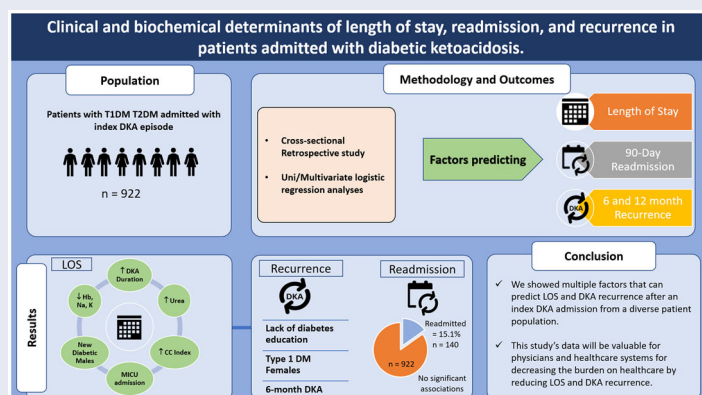 Clinical and biochemical determinants of length of stay, readmission, and recurrence in
patients admitted with diabetic ketoacidosis.
Population
Patients with T1DM T2DM admitted with
index DKA episode
n = 922
Methodology and Outcomes
• Cross-sectional
Retrospective study
• Uni/Multivariate logistic
regression analyses
Factors predicting
Length of Stay
90-Day
Readmission
DKA
6 and 12 month
Recurrence
Results
LOS
↑ DKA
Duration
↑ Urea
↑ CC Index
MICU
admission
New
Diabetic
Males
↓ Hb,
Na, K
Recurrence
DKA
Lack of diabetes
education
Type 1 DM
Females
6-month DKA
Readmission
Readmitted
= 15.1%
n = 140
n = 922
No significant
associations
Conclusion
✓ We showed multiple factors that can
predict LOS and DKA recurrence after an
index DKA admission from a diverse patient
population.
✓ This study's data will be valuable for
physicians and healthcare systems for
decreasing the burden on healthcare by
reducing LOS and DKA recurrence.